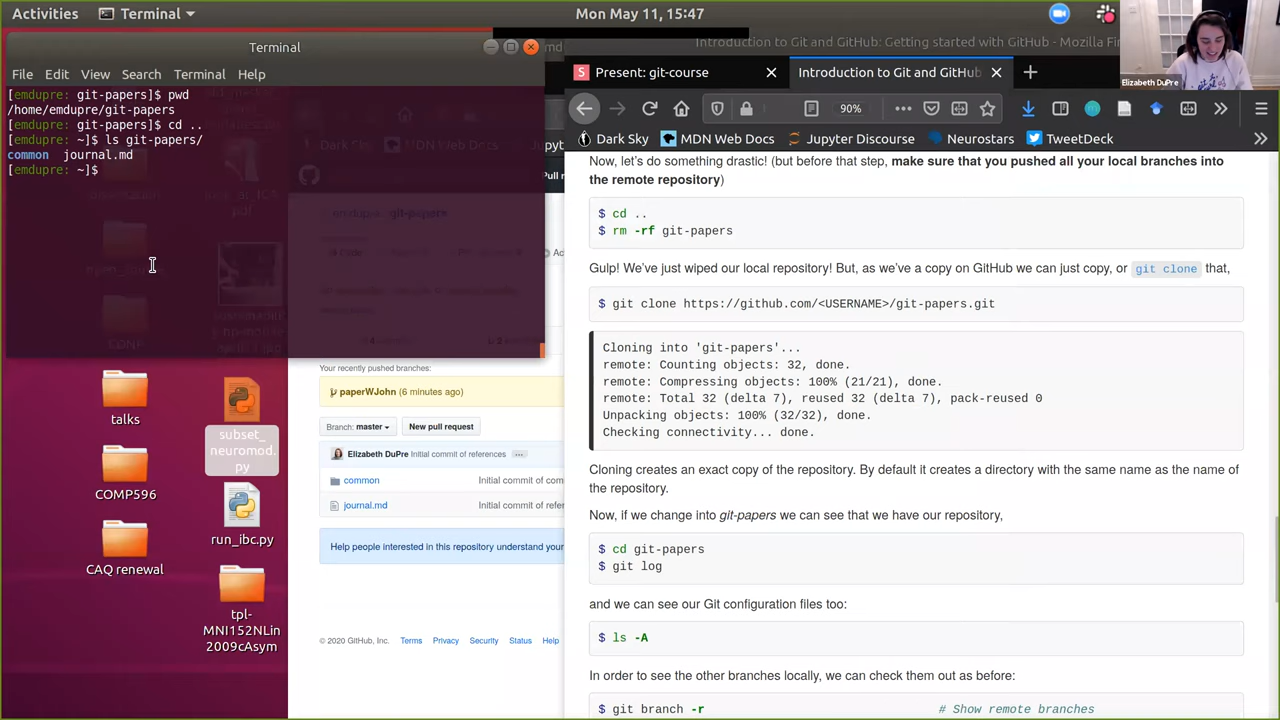 Activities
Terminal
Mon May 11, 15:47
Elizabeth DuPre
Terminal
File Edit View Search Terminal Help
[emdupre: git-papers]$ pwd
/home/emdupre/git-papers
[emdupre: git-papers]$ cd ..
[emdupre: ~]$ ls git-papers/
common journal.md
[emdupre: ~]$
talks
COMP596
CAQ renewal
subset_
neuromod.
py
run_ibc.py
tpl-
MNI152NLin
2009cAsym
Your recently pushed branches:
paperWJohn (6 minutes ago)
Branch: master
New pull request
Elizabeth DuPre Initial commit of references
common Initial commit of com
journal.md Initial commit of refer
Help people interested in this repository understand your
© 2020 GitHub, Inc. Terms Privacy Security Status Help
Introduction to Git and GitHub: Getting started with GitHub - Mozilla Fi
Present: git-course
Introduction to Git and GitHub
90%
Dark Sky MDN Web Docs Jupyter Discourse Neurostars TweetDeck
Now, let's do something drastic! (but before that step, make sure that you pushed all your local branches into
the remote repository)
$ cd ..
$ rm -rf git-papers
Gulp! We've just wiped our local repository! But, as we've a copy on GitHub we can just copy, or git clone that,
$ git clone https://github.com/<USERNAME>/git-papers.git
Cloning into 'git-papers'...
remote: Counting objects: 32, done.
remote: Compressing objects: 100% (21/21), done.
remote: Total 32 (delta 7), reused 32 (delta 7), pack-reused 0
Unpacking objects: 100% (32/32), done.
Checking connectivity... done.
Cloning creates an exact copy of the repository. By default it creates a directory with the same name as the name of
the repository.
Now, if we change into git-papers we can see that we have our repository,
$ cd git-papers
$ git log
and we can see our Git configuration files too:
$ ls -A
In order to see the other branches locally, we can check them out as before:
$ git branch -r # Show remote branches